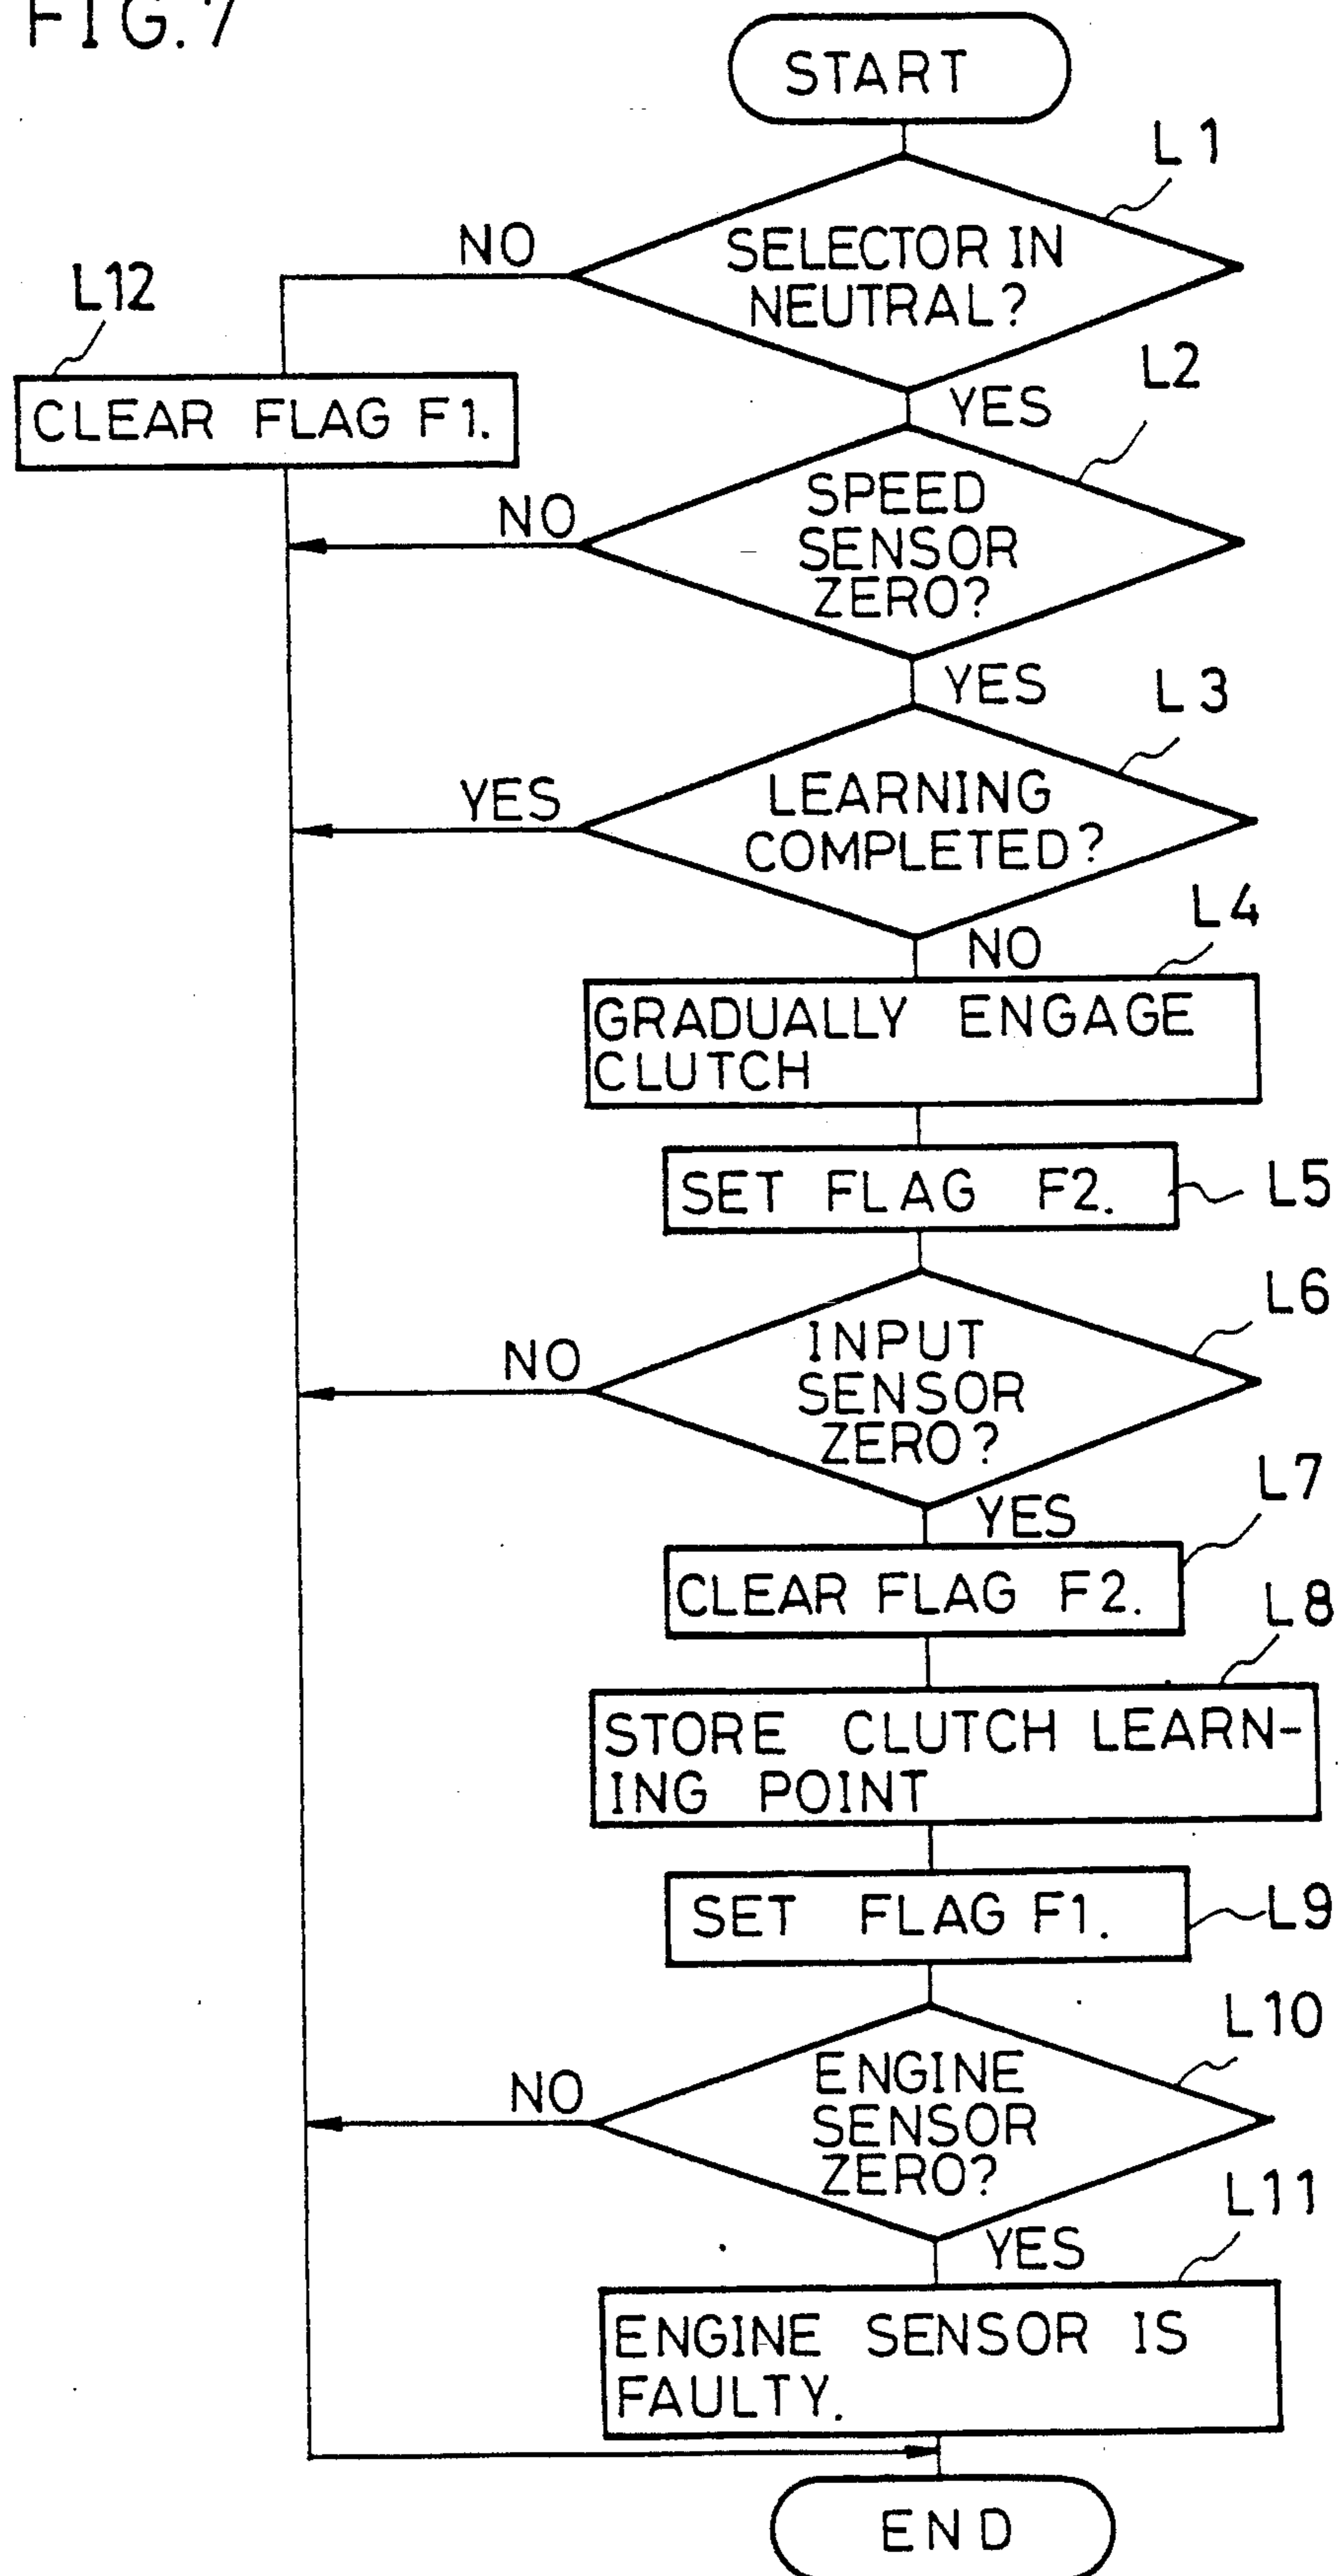 FIG. 7
START
L1
SELECTOR IN
NEUTRAL?
NO
L12
CLEAR FLAG F1.
YES
L2
SPEED
SENSOR
ZERO?
NO
YES
L3
LEARNING
COMPLETED?
YES
NO
L4
GRADUALLY ENGAGE
CLUTCH
SET FLAG F2.
L5
L6
INPUT
SENSOR
ZERO?
NO
YES
L7
CLEAR FLAG F2.
L8
STORE CLUTCH LEARN-
ING POINT
SET FLAG F1.
L9
L10
ENGINE
SENSOR
ZERO?
NO
YES
L11
ENGINE SENSOR IS
FAULTY.
END